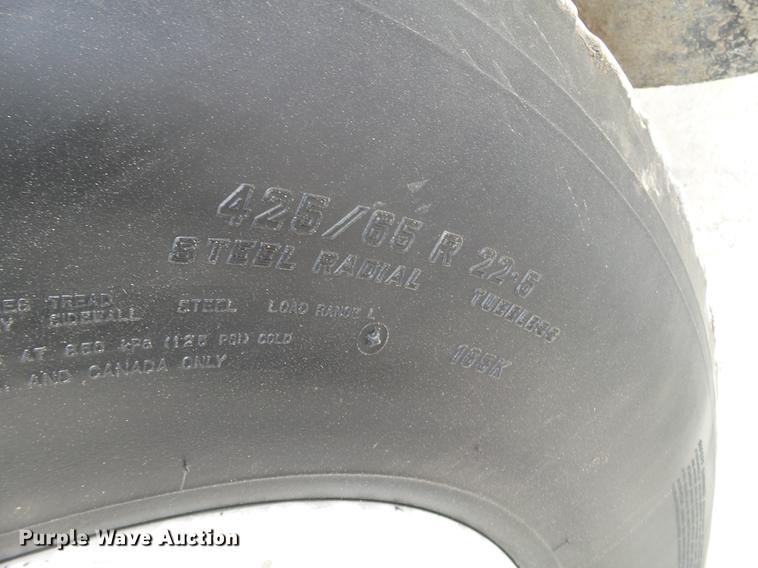 425/65 R 22.5
STEEL RADIAL TUBELESS
TREAD STEEL LOAD RANGE L
SIDEWALL
AT 850 kPa (125 PSI) COLD
165K
AND CANADA ONLY
Purple Wave Auction